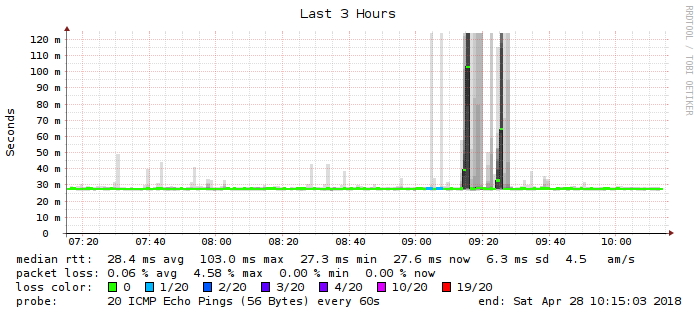 Last 3 Hours
RRDTOOL / TOBI OETIKER
Seconds
120 m
110 m
100 m
90 m
80 m
70 m
60 m
50 m
40 m
30 m
20 m
10 m
0
07:20 07:40 08:00 08:20 08:40 09:00 09:20 09:40 10:00
median rtt: 28.4 ms avg 103.0 ms max 27.3 ms min 27.6 ms now 6.3 ms sd 4.5 am/s
packet loss: 0.06 % avg 4.58 % max 0.00 % min 0.00 % now
loss color: 0 1/20 2/20 3/20 4/20 10/20 19/20
probe: 20 ICMP Echo Pings (56 Bytes) every 60s end: Sat Apr 28 10:15:03 2018